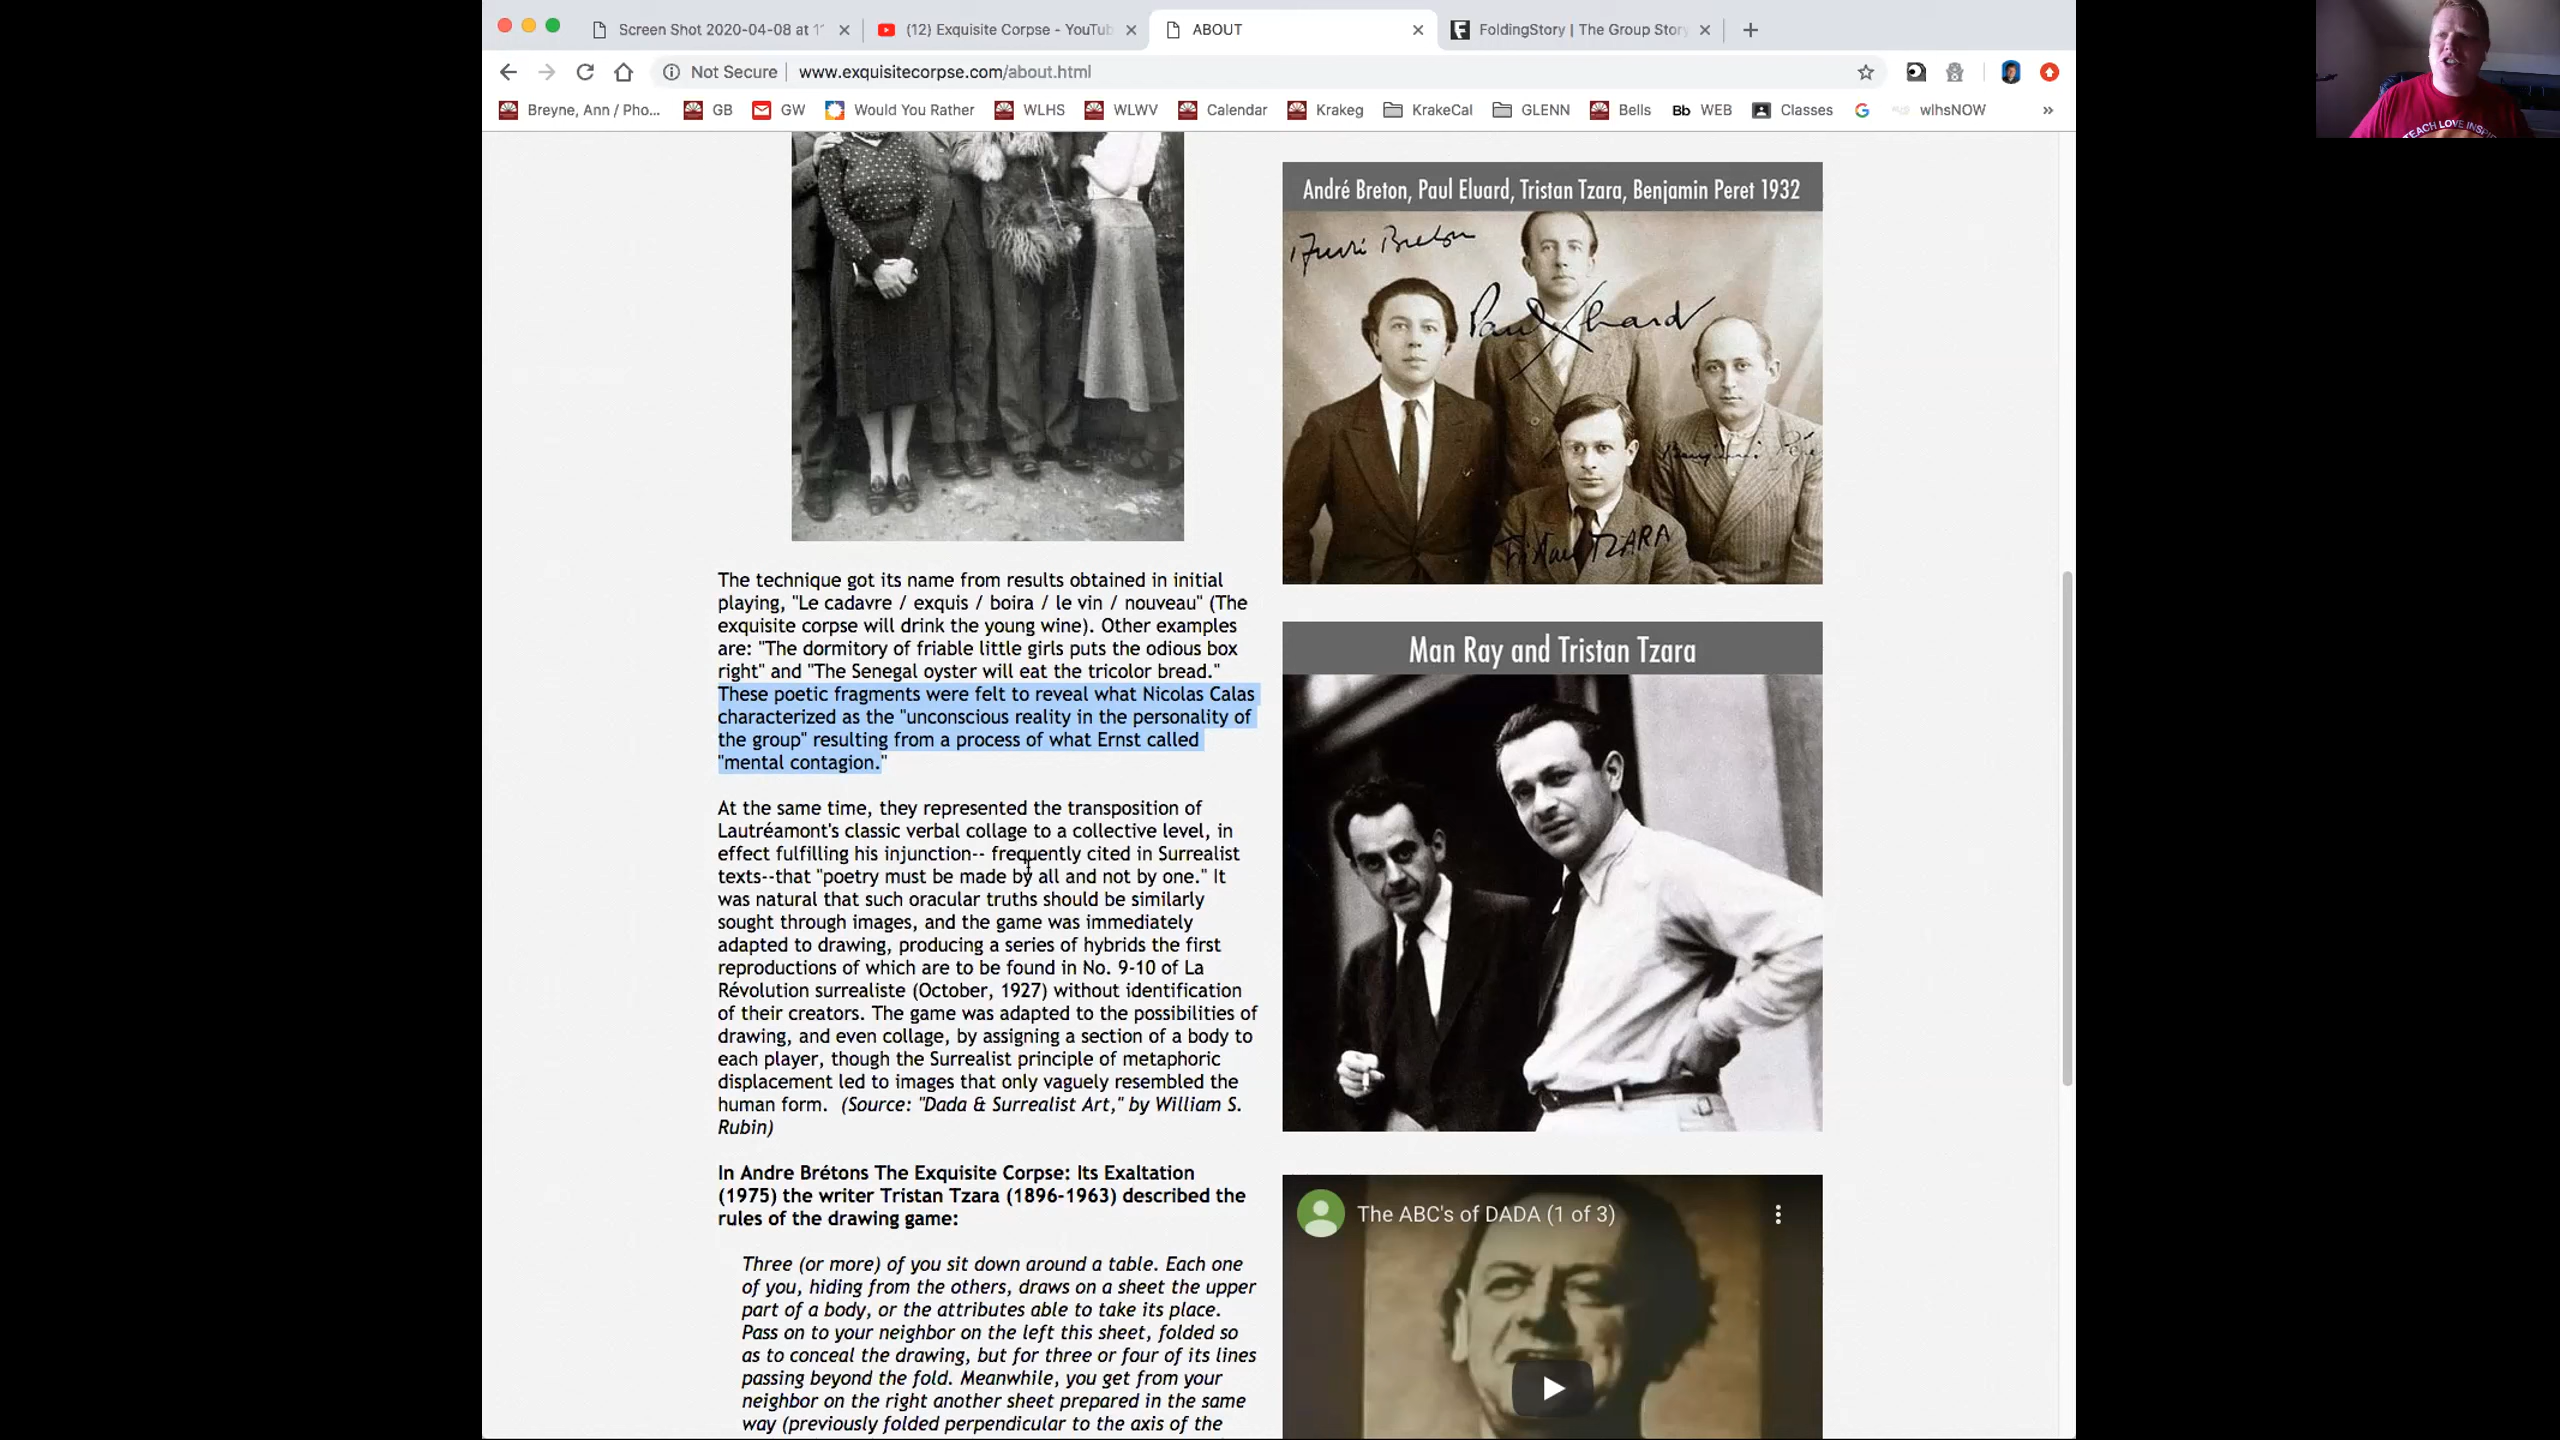 Screen Shot 2020-04-08 at 1
(12) Exquisite Corpse - YouTub
ABOUT
FoldingStory | The Group Story
Not Secure
www.exquisitecorpse.com/about.html
Breyne, Ann / Pho...
GB
GW
Would You Rather
WLHS
WLWV
Calendar
Krakeg
KrakeCal
GLENN
Bells
Bb WEB
Classes
wlhsNOW
»
TEACH LOVE INSPI
The technique got its name from results obtained in initial
playing, "Le cadavre / exquis / boira / le vin / nouveau" (The
exquisite corpse will drink the young wine). Other examples
are: "The dormitory of friable little girls puts the odious box
right" and "The Senegal oyster will eat the tricolor bread."
These poetic fragments were felt to reveal what Nicolas Calas
characterized as the "unconscious reality in the personality of
the group" resulting from a process of what Ernst called
"mental contagion."
At the same time, they represented the transposition of
Lautréamont's classic verbal collage to a collective level, in
effect fulfilling his injunction-- frequently cited in Surrealist
texts--that "poetry must be made by all and not by one." It
was natural that such oracular truths should be similarly
sought through images, and the game was immediately
adapted to drawing, producing a series of hybrids the first
reproductions of which are to be found in No. 9-10 of La
Révolution surrealiste (October, 1927) without identification
of their creators. The game was adapted to the possibilities of
drawing, and even collage, by assigning a section of a body to
each player, though the Surrealist principle of metaphoric
displacement led to images that only vaguely resembled the
human form. (Source: "Dada & Surrealist Art," by William S.
Rubin)
In Andre Brétons The Exquisite Corpse: Its Exaltation
(1975) the writer Tristan Tzara (1896-1963) described the
rules of the drawing game:
Three (or more) of you sit down around a table. Each one
of you, hiding from the others, draws on a sheet the upper
part of a body, or the attributes able to take its place.
Pass on to your neighbor on the left this sheet, folded so
as to conceal the drawing, but for three or four of its lines
passing beyond the fold. Meanwhile, you get from your
neighbor on the right another sheet prepared in the same
way (previously folded perpendicular to the axis of the
André Breton, Paul Eluard, Tristan Tzara, Benjamin Peret 1932
Breton
Paul Eluard
TZARA
Man Ray and Tristan Tzara
The ABC's of DADA (1 of 3)